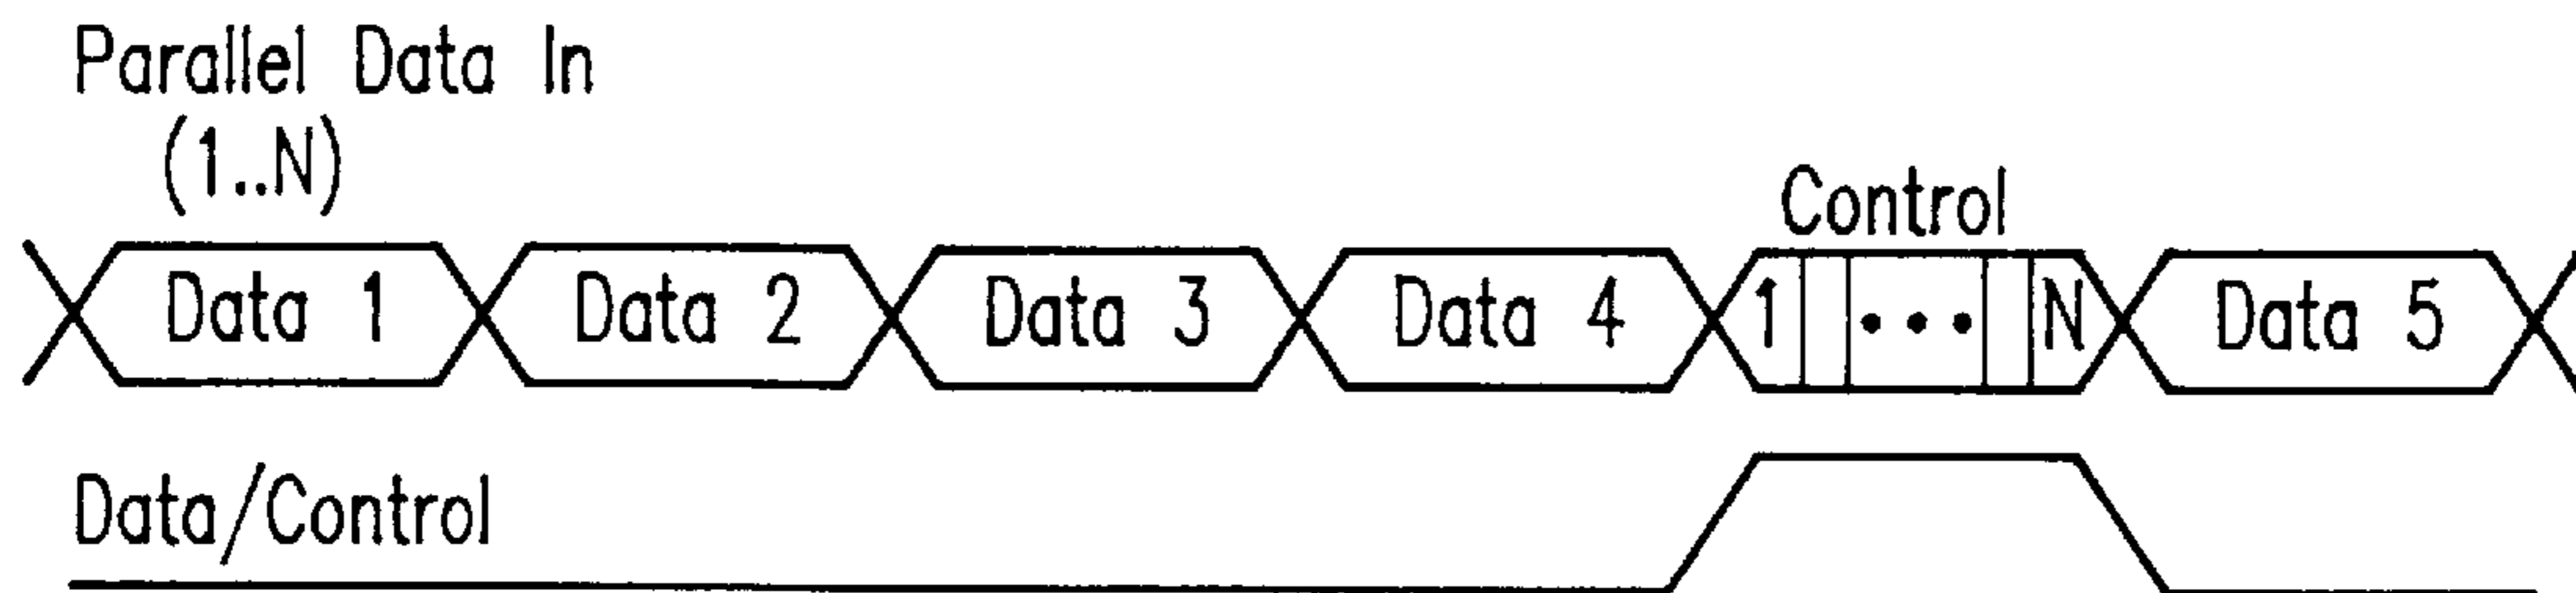 Parallel Data In
(1..N)
Control
Data 1 Data 2 Data 3 Data 4 1 ... N Data 5
Data/Control